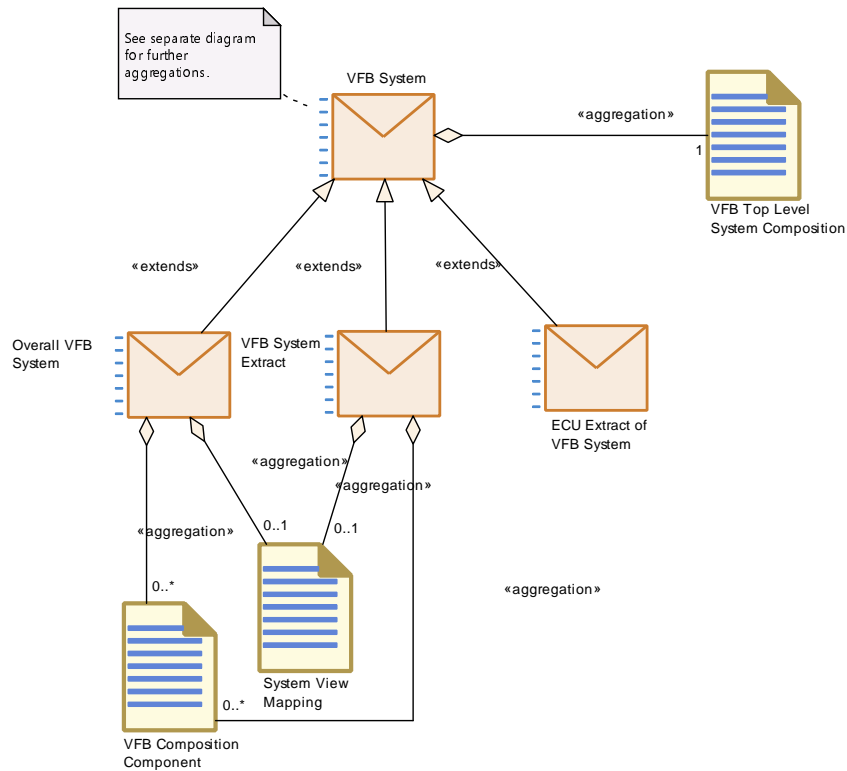 See separate diagram
for further
aggregations.
VFB System
«aggregation»
1
VFB Top Level
System Composition
«extends»
«extends»
«extends»
Overall VFB
System
VFB System
Extract
ECU Extract of
VFB System
«aggregation»
«aggregation»
«aggregation»
0..1
0..1
0..*
«aggregation»
System View
Mapping
0..*
VFB Composition
Component